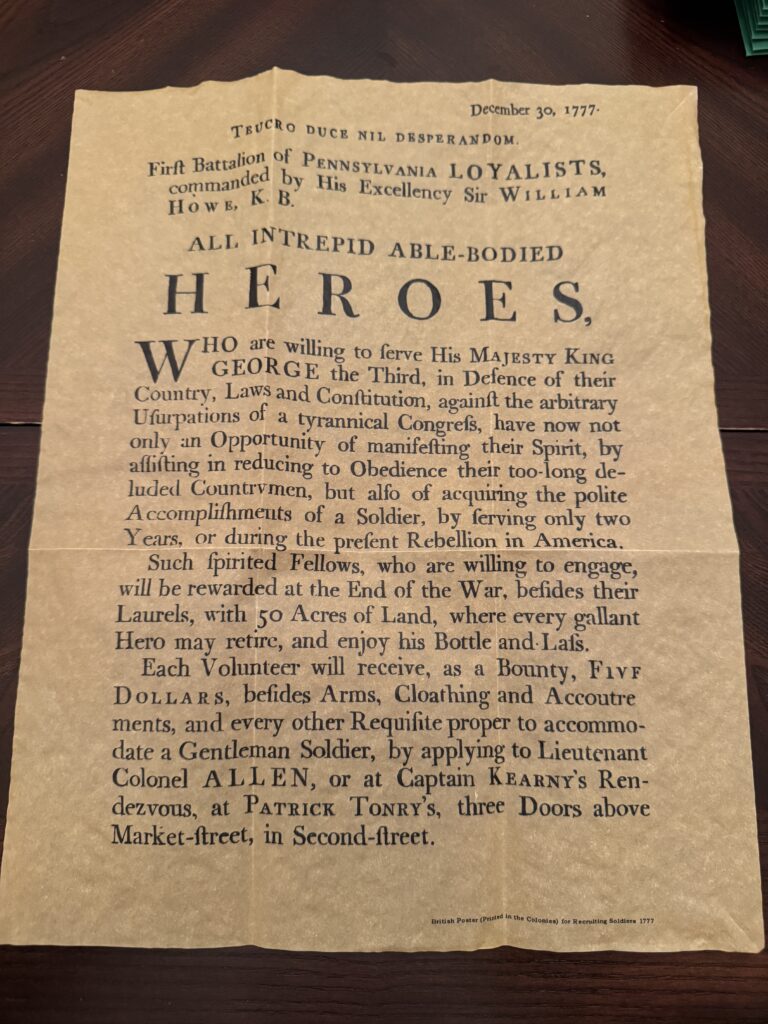 December 30, 1777.
TEUCRO DUCE NIL DESPERANDOM.
Firſt Battalion of PENNSYLVANIA LOYALISTS,
commanded by His Excellency Sir WILLIAM
HOWE, K. B.
ALL INTREPID ABLE-BODIED
HEROES,
WHO are willing to ſerve His MAJESTY KING
GEORGE the Third, in Defence of their
Country, Laws and Conſtitution, againſt the arbitrary
Uſurpations of a tyrannical Congreſs, have now not
only an Opportunity of manifeſting their Spirit, by
aſſiſting in reducing to Obedience their too-long de-
luded Countrymen, but alſo of acquiring the polite
Accompliſhments of a Soldier, by ſerving only two
Years, or during the preſent Rebellion in America.
Such ſpirited Fellows, who are willing to engage,
will be rewarded at the End of the War, beſides their
Laurels, with 50 Acres of Land, where every gallant
Hero may retire, and enjoy his Bottle and Laſs.
Each Volunteer will receive, as a Bounty, FIVE
DOLLARS, beſides Arms, Cloathing and Accoutre
ments, and every other Requiſite proper to accommo-
date a Gentleman Soldier, by applying to Lieutenant
Colonel ALLEN, or at Captain KEARNY'S Ren-
dezvous, at PATRICK TONRY'S, three Doors above
Market-ſtreet, in Second-ſtreet.
British Poster (Printed in the Colonies) for Recruiting Soldiers 1777